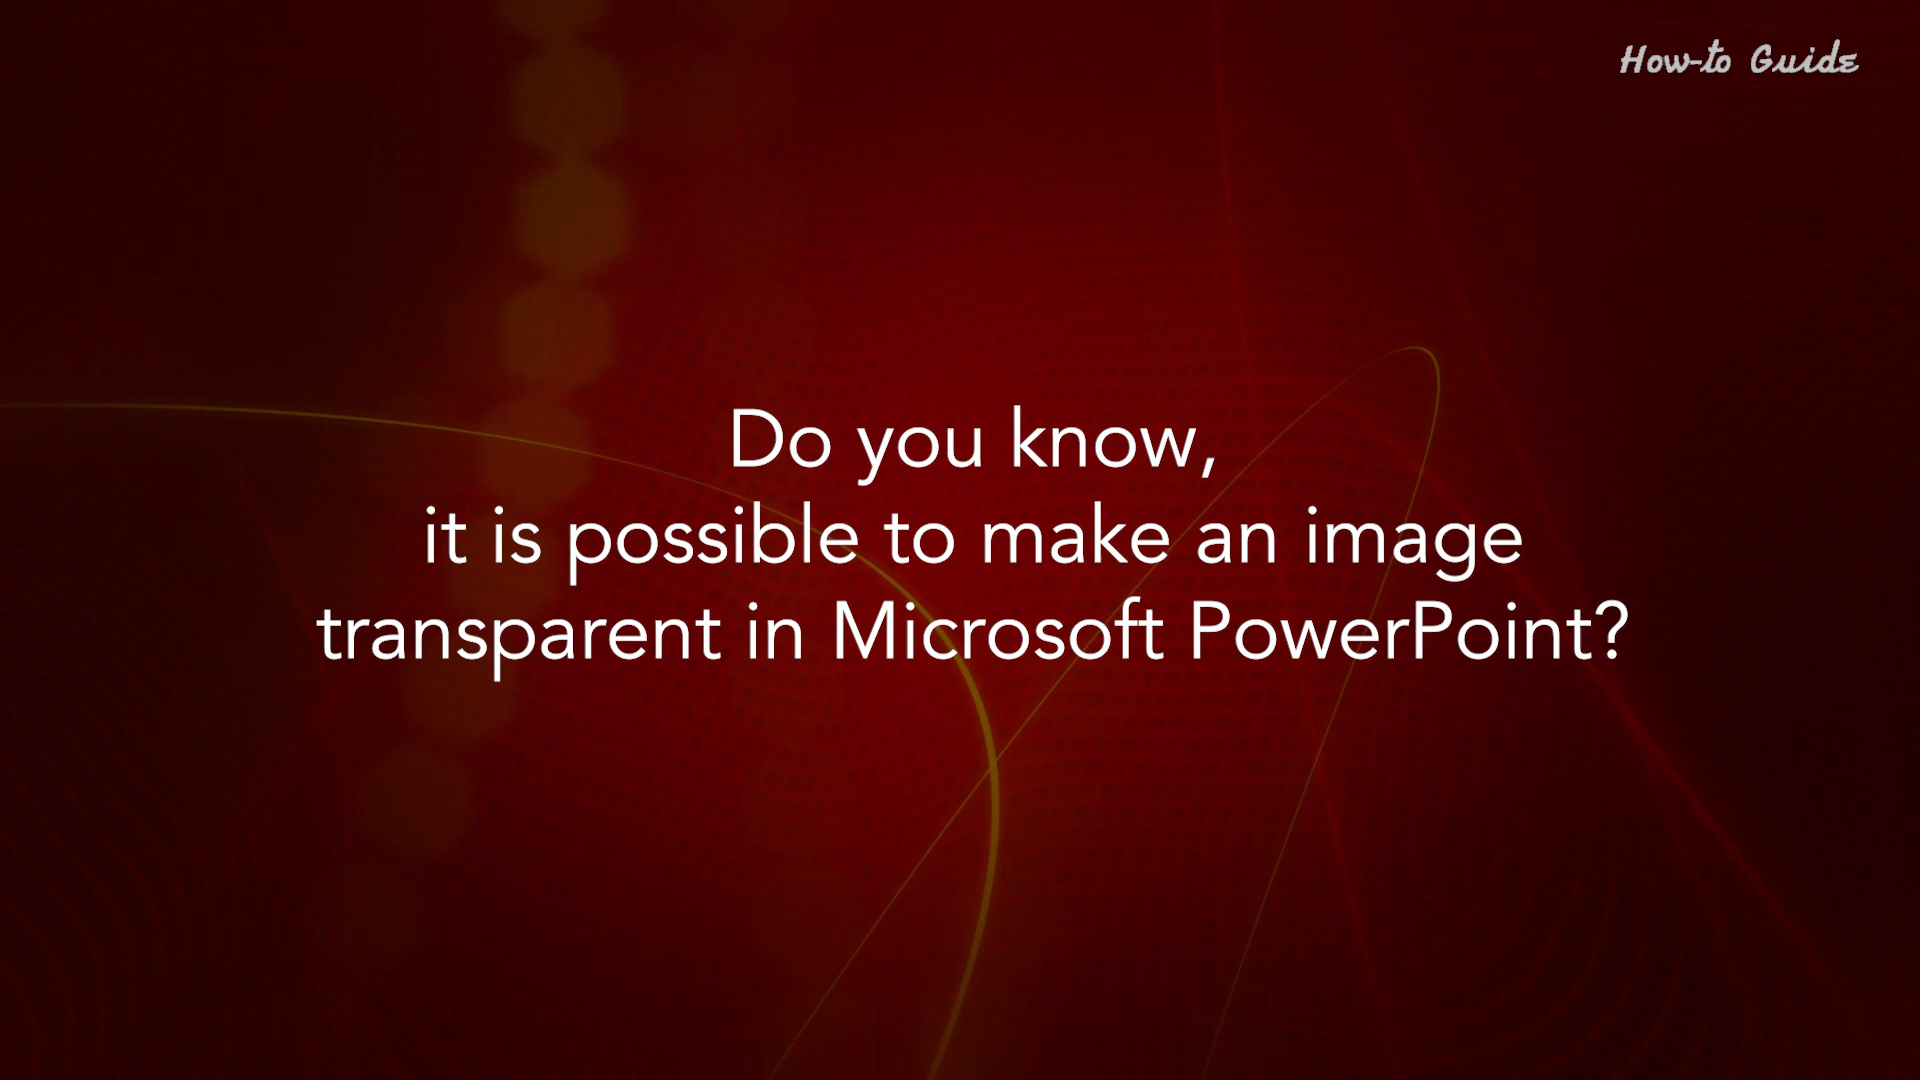 How-to Guide
Do you know,
it is possible to make an image
transparent in Microsoft PowerPoint?